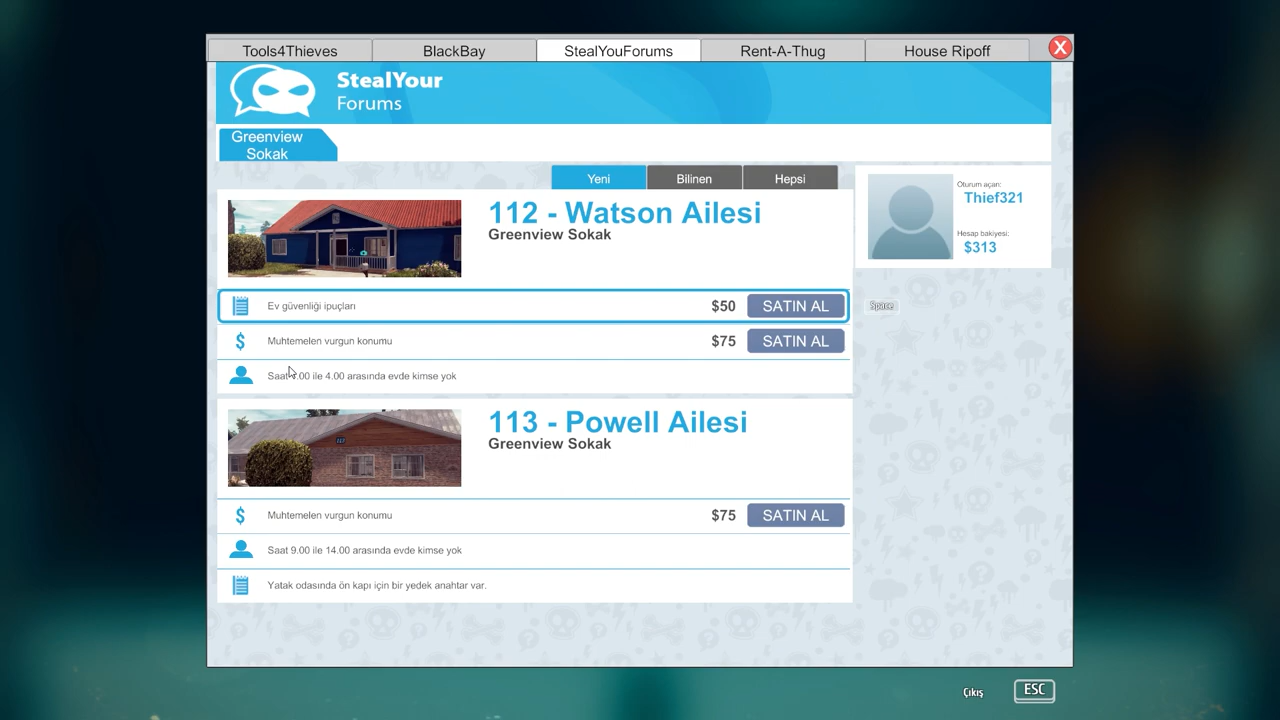 Tools4Thieves
BlackBay
StealYouForums
Rent-A-Thug
House Ripoff
X
StealYour
Forums
Greenview
Sokak
Yeni
Bilinen
Hepsi
Oturum açan:
Thief321
Hesap bakiyesi:
$313
112 - Watson Ailesi
Greenview Sokak
Ev güvenliği ipuçları $50 SATIN AL
Space
Muhtemelen vurgun konumu $75 SATIN AL
Saat .00 ile 4.00 arasında evde kimse yok
113 - Powell Ailesi
Greenview Sokak
Muhtemelen vurgun konumu $75 SATIN AL
Saat 9.00 ile 14.00 arasında evde kimse yok
Yatak odasında ön kapı için bir yedek anahtar var.
Çıkış ESC